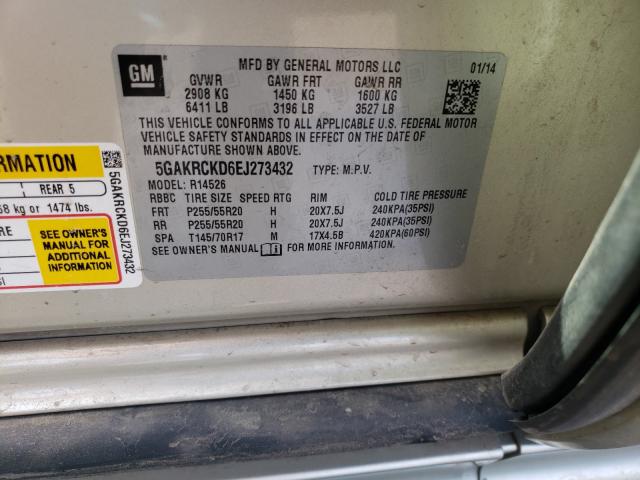 GM
MFD BY GENERAL MOTORS LLC 01/14
GVWR GAWR FRT GAWR RR
2908 KG 1450 KG 1600 KG
6411 LB 3196 LB 3527 LB
THIS VEHICLE CONFORMS TO ALL APPLICABLE U.S. FEDERAL MOTOR
VEHICLE SAFETY STANDARDS IN EFFECT ON THE DATE OF
MANUFACTURE SHOWN ABOVE.
5GAKRCKD6EJ273432 TYPE: M.P.V.
MODEL: R14526
RBBC TIRE SIZE SPEED RTG RIM COLD TIRE PRESSURE
FRT P255/55R20 H 20X7.5J 240KPA(35PSI)
RR P255/55R20 H 20X7.5J 240KPA(35PSI)
SPA T145/70R17 M 17X4.5B 420KPA(60PSI)
SEE OWNER'S MANUAL FOR MORE INFORMATION
ORMATION
REAR 5
kg or 1474 lbs.
SEE OWNER'S
MANUAL FOR
ADDITIONAL
INFORMATION
5GAKRCKD6EJ273432